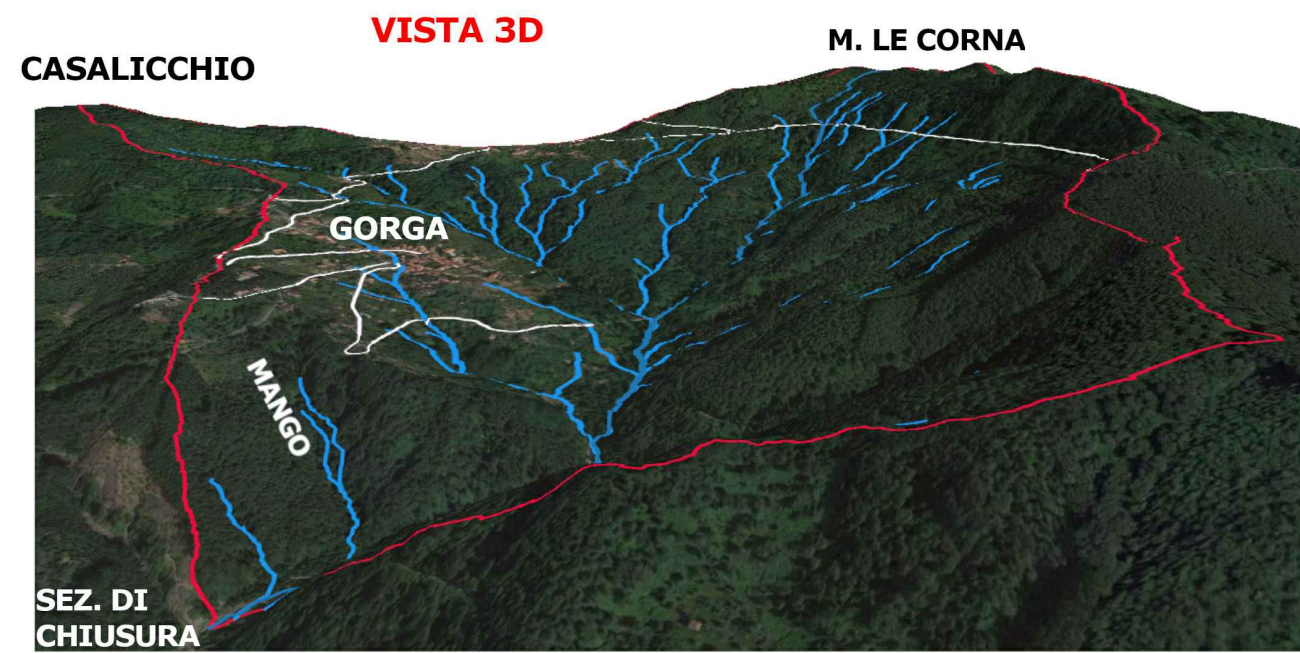 VISTA 3D
M. LE CORNA
CASALICCHIO
GORGA
MANGO
SEZ. DI
CHIUSURA